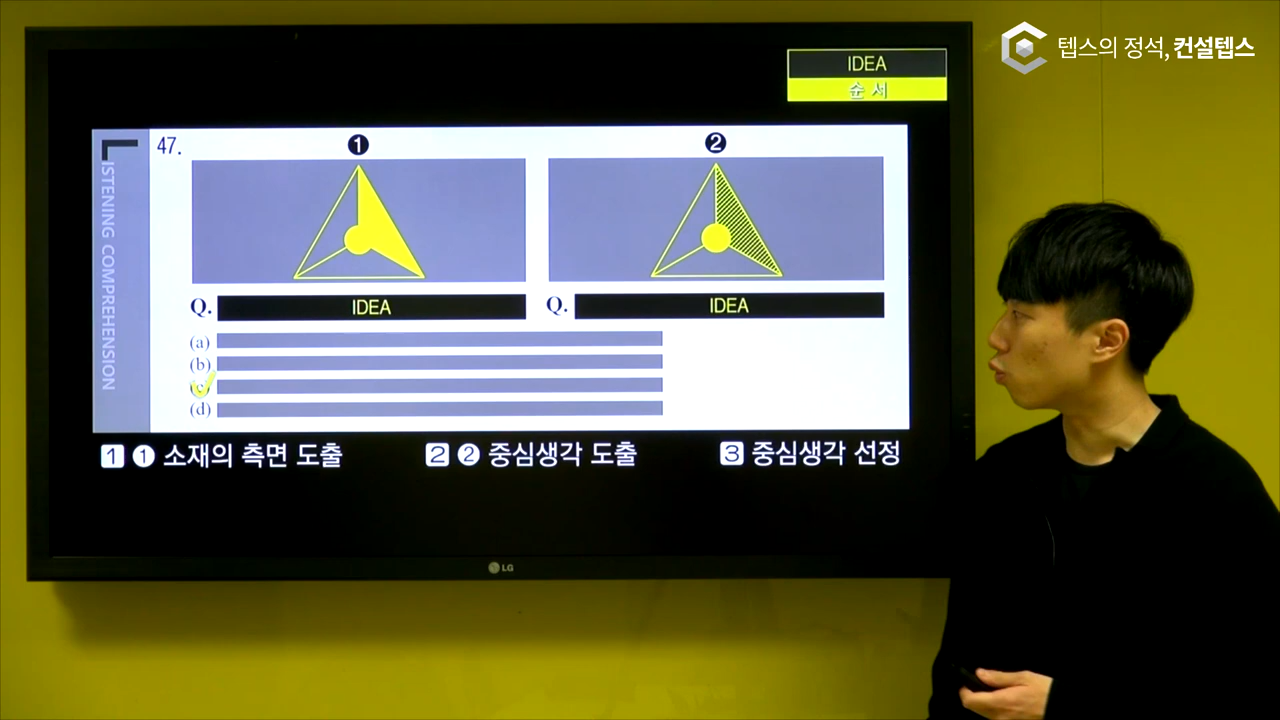 텝스의 정석, 컨설텝스
IDEA
순 서
LISTENING COMPREHENSION
47.
❶
❷
Q. IDEA
Q. IDEA
(a)
(b)
(c)
(d)
1 ❶ 소재의 측면 도출
2 ❷ 중심생각 도출
3 중심생각 선정
LG